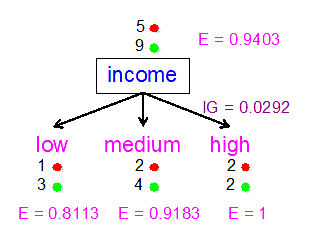 5
E = 0.9403
9
income
IG = 0.0292
low medium high
1 2 2
3 4 2
E = 0.8113 E = 0.9183 E = 1